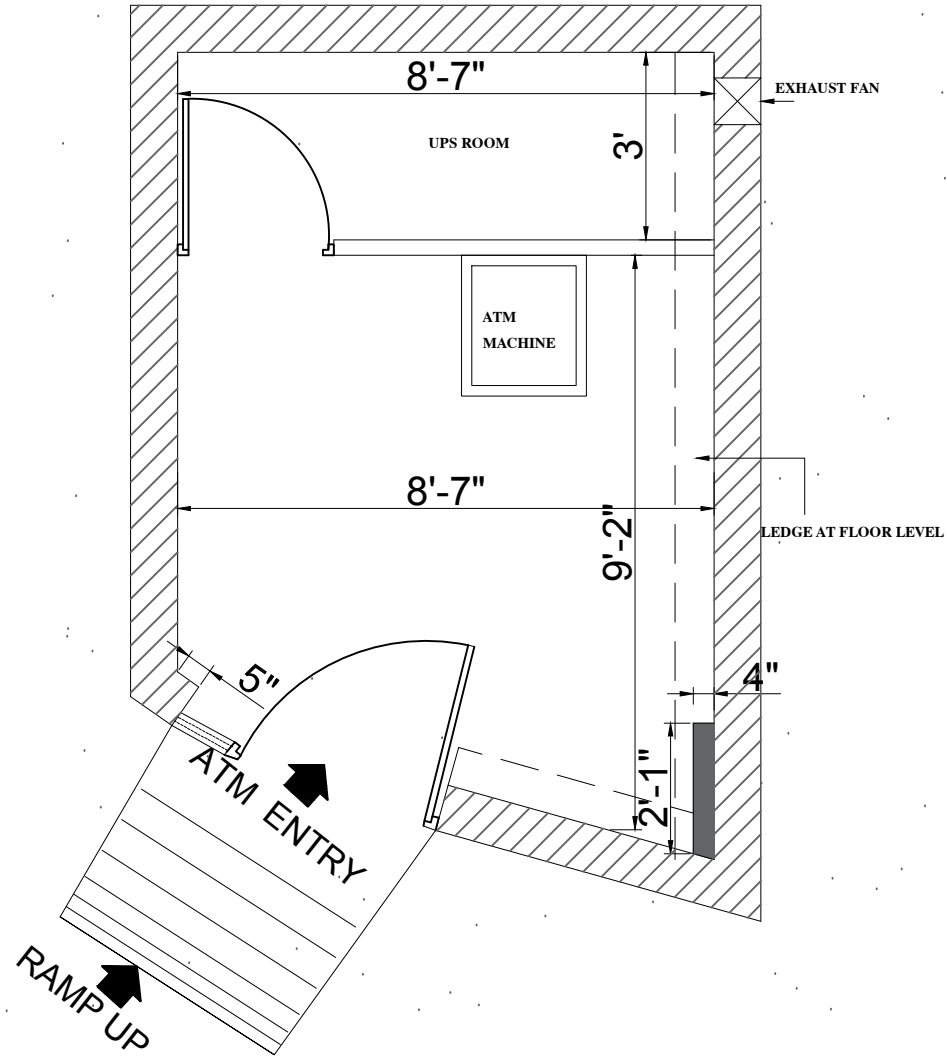 8'-7"
EXHAUST FAN
UPS ROOM
3'
ATM
MACHINE
8'-7"
9'-2"
LEDGE AT FLOOR LEVEL
5"
4"
2'-1"
ATM ENTRY
RAMP UP